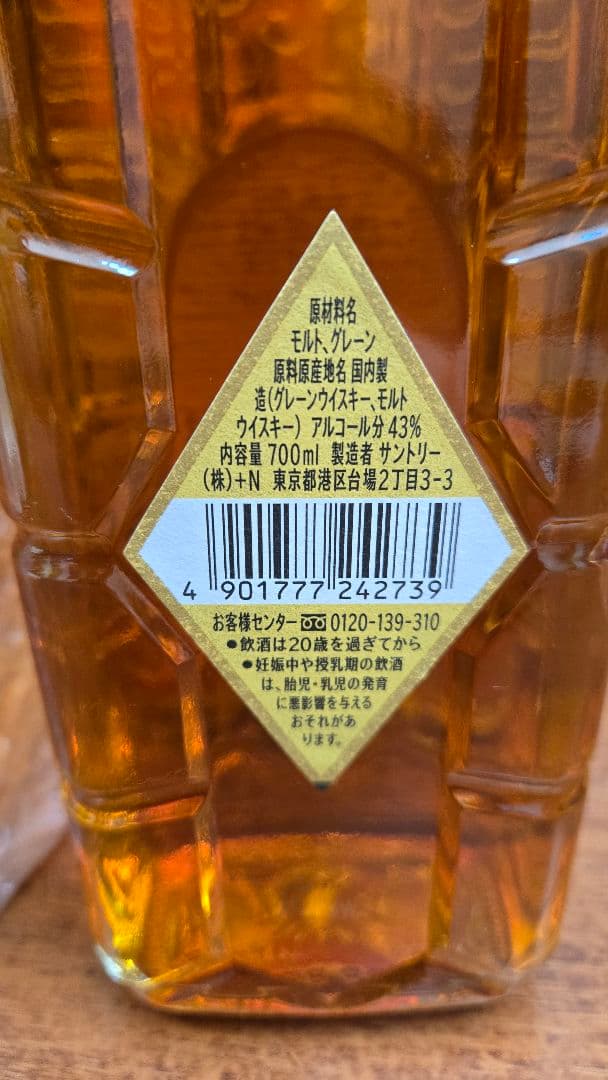 原材料名
モルト、グレーン
原料原産地名 国内製
造(グレーンウイスキー、モルト
ウイスキー) アルコール分43%
内容量 700ml 製造者 サントリー
(株)+N 東京都港区台場2丁目3-3
4 901777 242739
お客様センター 0120-139-310
●飲酒は20歳を過ぎてから
●妊娠中や授乳期の飲酒
は、胎児・乳児の発育
に悪影響を与える
おそれがあ
ります。